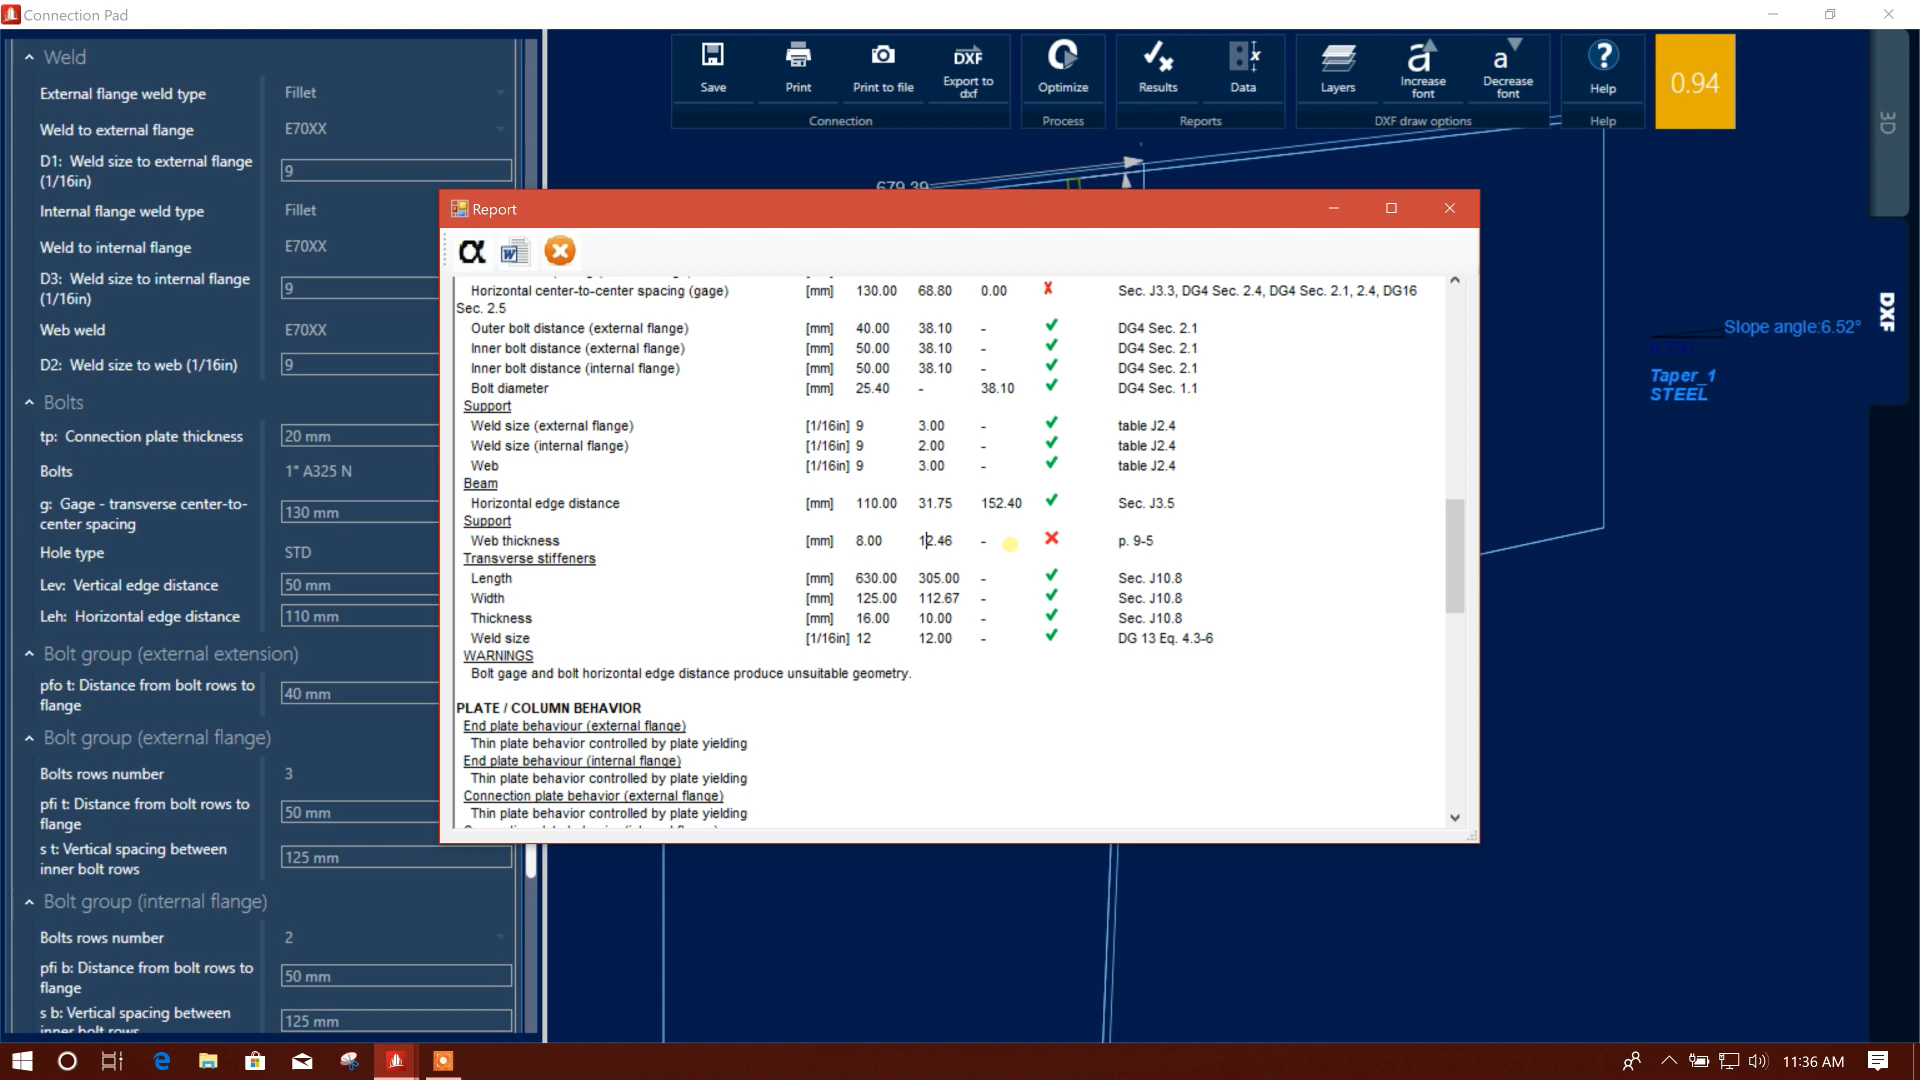 Connection Pad
Weld
External flange weld type Fillet
Weld to external flange E70XX
D1: Weld size to external flange (1/16in) 9
Internal flange weld type Fillet
Weld to internal flange E70XX
D3: Weld size to internal flange (1/16in) 9
Web weld E70XX
D2: Weld size to web (1/16in) 9
Bolts
tp: Connection plate thickness 20 mm
Bolts 1" A325 N
g: Gage - transverse center-to-
center spacing 130 mm
Hole type STD
Lev: Vertical edge distance 50 mm
Leh: Horizontal edge distance 110 mm
Bolt group (external extension)
pfo t: Distance from bolt rows to
flange 40 mm
Bolt group (external flange)
Bolts rows number 3
pfi t: Distance from bolt rows to
flange 50 mm
s t: Vertical spacing between
inner bolt rows 125 mm
Bolt group (internal flange)
Bolts rows number 2
pfi b: Distance from bolt rows to
flange 50 mm
s b: Vertical spacing between
inner bolt rows 125 mm
Save Print Print to file DXF Export to dxf
Connection
Optimize
Process
Results Data
Reports
Layers Increase font Decrease font
DXF draw options
? Help
Help
0.94
3D
DXF
679.39
Slope angle:6.52°
Taper_1
STEEL
Report
Horizontal center-to-center spacing (gage) [mm] 130.00 68.80 0.00 Sec. J3.3, DG4 Sec. 2.4, DG4 Sec. 2.1, 2.4, DG16
Sec. 2.5
Outer bolt distance (external flange) [mm] 40.00 38.10 - DG4 Sec. 2.1
Inner bolt distance (external flange) [mm] 50.00 38.10 - DG4 Sec. 2.1
Inner bolt distance (internal flange) [mm] 50.00 38.10 - DG4 Sec. 2.1
Bolt diameter [mm] 25.40 - 38.10 DG4 Sec. 1.1
Support
Weld size (external flange) [1/16in] 9 3.00 - table J2.4
Weld size (internal flange) [1/16in] 9 2.00 - table J2.4
Web [1/16in] 9 3.00 - table J2.4
Beam
Horizontal edge distance [mm] 110.00 31.75 152.40 Sec. J3.5
Support
Web thickness [mm] 8.00 12.46 - p. 9-5
Transverse stiffeners
Length [mm] 630.00 305.00 - Sec. J10.8
Width [mm] 125.00 112.67 - Sec. J10.8
Thickness [mm] 16.00 10.00 - Sec. J10.8
Weld size [1/16in] 12 12.00 - DG 13 Eq. 4.3-6
WARNINGS
Bolt gage and bolt horizontal edge distance produce unsuitable geometry.
PLATE / COLUMN BEHAVIOR
End plate behaviour (external flange)
Thin plate behavior controlled by plate yielding
End plate behaviour (internal flange)
Thin plate behavior controlled by plate yielding
Connection plate behavior (external flange)
Thin plate behavior controlled by plate yielding
11:36 AM